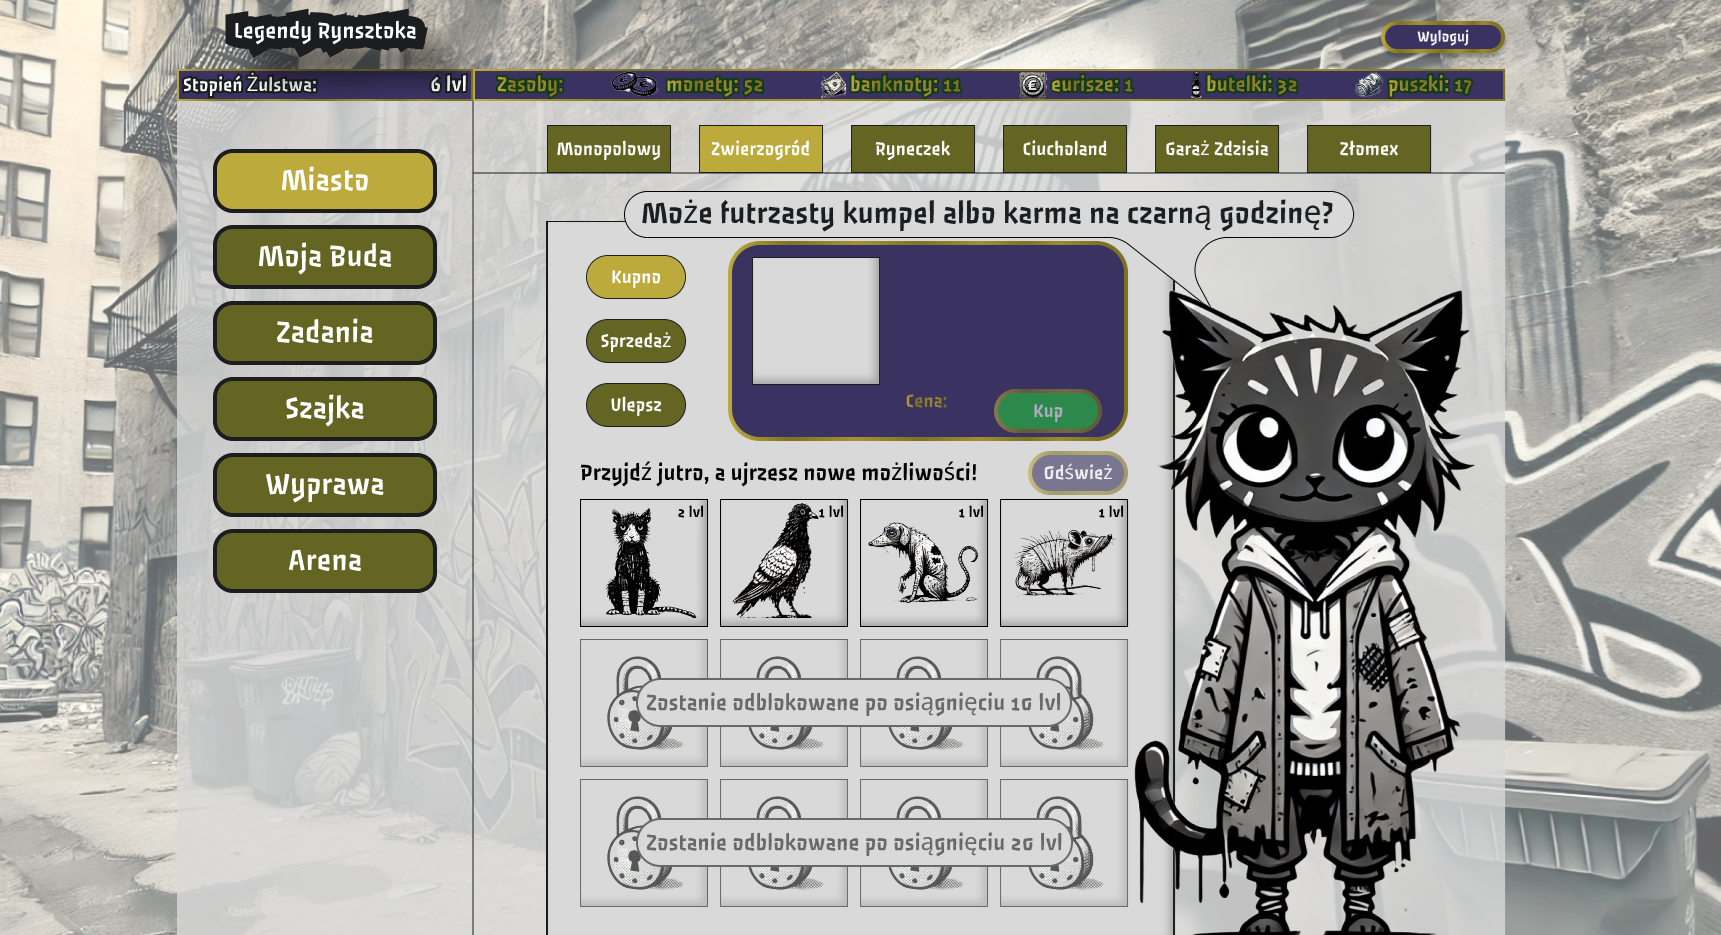 Legendy Rynsztoka
Wyloguj
Stopień Żulstwa: 6 lvl
Zasoby: monety: 52 banknoty: 11 eurisze: 1 butelki: 32 puszki: 17
Monopolowy Zwierzogród Ryneczek Ciucholand Garaż Zdzisia Złomex
Miasto
Moja Buda
Zadania
Szajka
Wyprawa
Arena
Może futrzasty kumpel albo karma na czarną godzinę?
Kupno
Sprzedaż
Ulepsz
Cena:
Kup
Przyjdź jutro, a ujrzesz nowe możliwości!
Odśwież
2 lvl 1 lvl 1 lvl 1 lvl
Zostanie odblokowane po osiągnięciu 10 lvl
Zostanie odblokowane po osiągnięciu 20 lvl